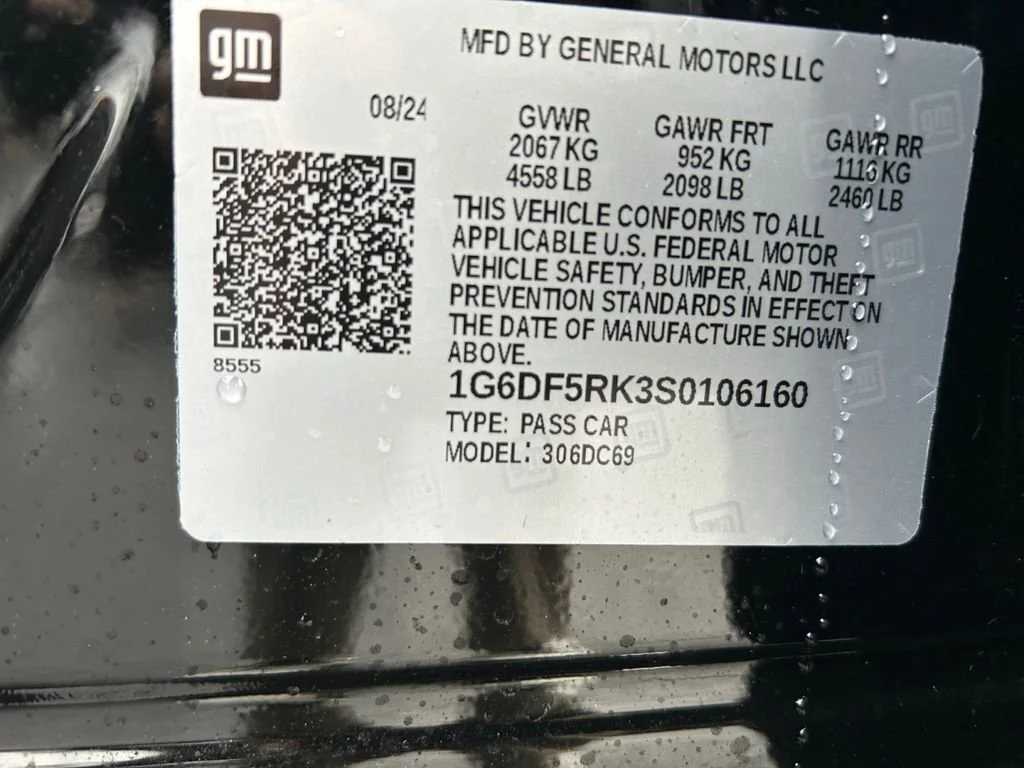 gm
MFD BY GENERAL MOTORS LLC
08/24
GVWR GAWR FRT GAWR RR
2067 KG 952 KG 1116 KG
4558 LB 2098 LB 2460 LB
THIS VEHICLE CONFORMS TO ALL
APPLICABLE U.S. FEDERAL MOTOR
VEHICLE SAFETY, BUMPER, AND THEFT
PREVENTION STANDARDS IN EFFECT ON
THE DATE OF MANUFACTURE SHOWN
ABOVE.
8555
1G6DF5RK3S0106160
TYPE: PASS CAR
MODEL: 306DC69